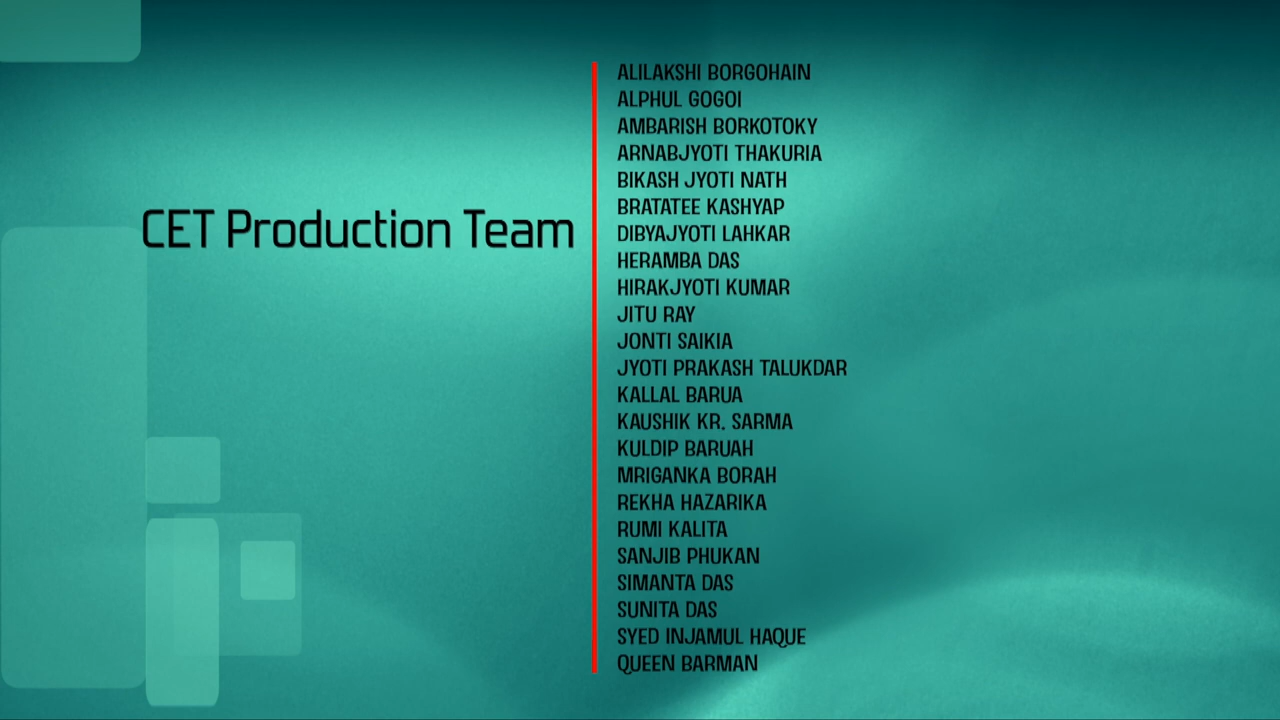 CET Production Team
ALILAKSHI BORGOHAIN
ALPHUL GOGOI
AMBARISH BORKOTOKY
ARNABJYOTI THAKURIA
BIKASH JYOTI NATH
BRATATEE KASHYAP
DIBYAJYOTI LAHKAR
HERAMBA DAS
HIRAKJYOTI KUMAR
JITU RAY
JONTI SAIKIA
JYOTI PRAKASH TALUKDAR
KALLAL BARUA
KAUSHIK KR. SARMA
KULDIP BARUAH
MRIGANKA BORAH
REKHA HAZARIKA
RUMI KALITA
SANJIB PHUKAN
SIMANTA DAS
SUNITA DAS
SYED INJAMUL HAQUE
QUEEN BARMAN